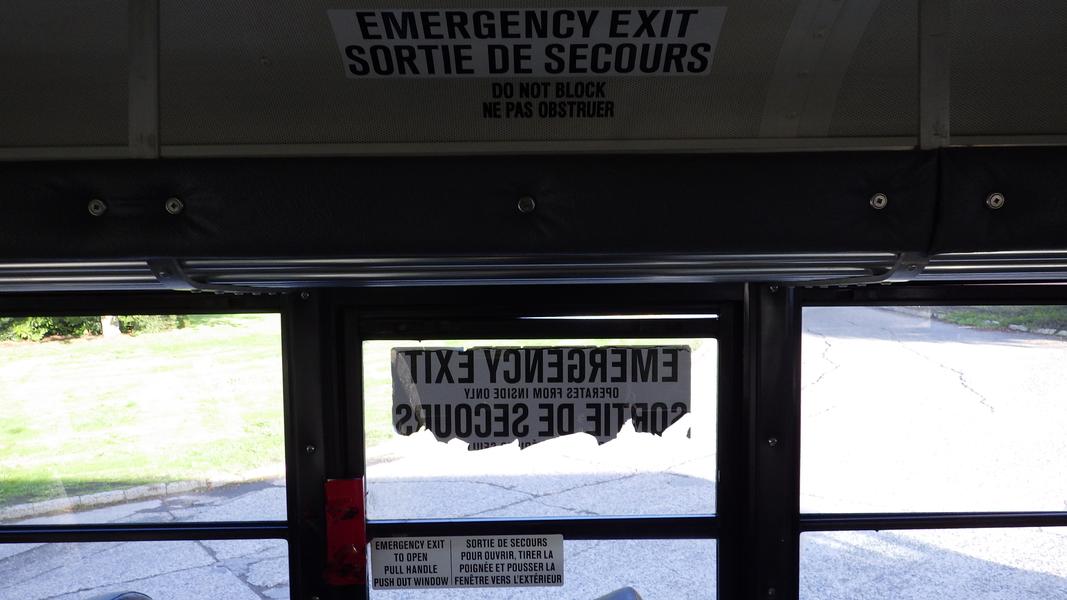 EMERGENCY EXIT
SORTIE DE SECOURS
DO NOT BLOCK
NE PAS OBSTRUER
EMERGENCY EXIT
OPERATES FROM INSIDE ONLY
SORTIE DE SECOURS
EMERGENCY EXIT
TO OPEN
PULL HANDLE
PUSH OUT WINDOW
SORTIE DE SECOURS
POUR OUVRIR, TIRER LA
POIGNÉE ET POUSSER LA
FENÊTRE VERS L'EXTÉRIEUR